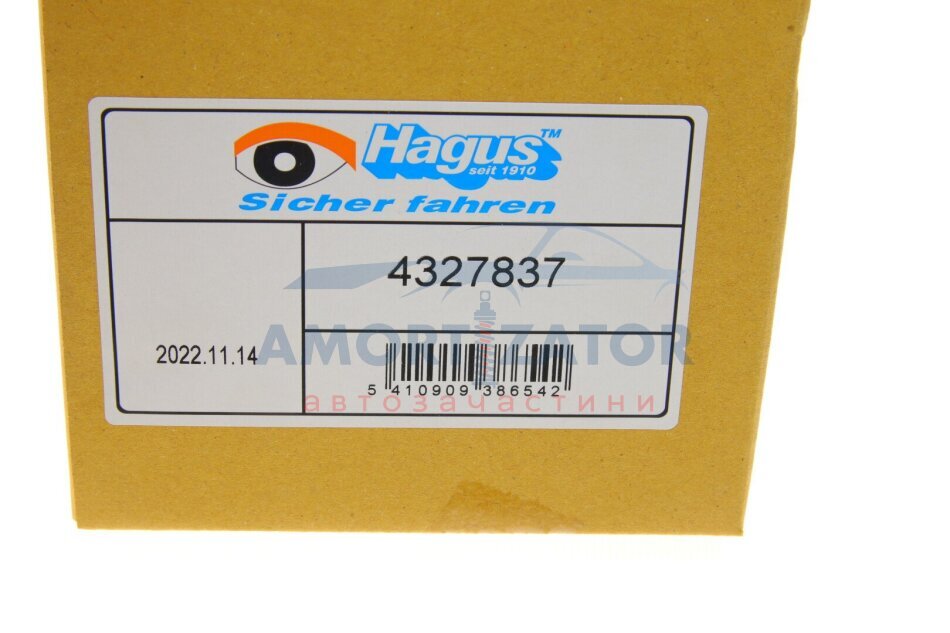 Hagus™
seit 1910
Sicher fahren
4327837
2022.11.14
AMORTIZATOR
5 410909 386542
автозачастини